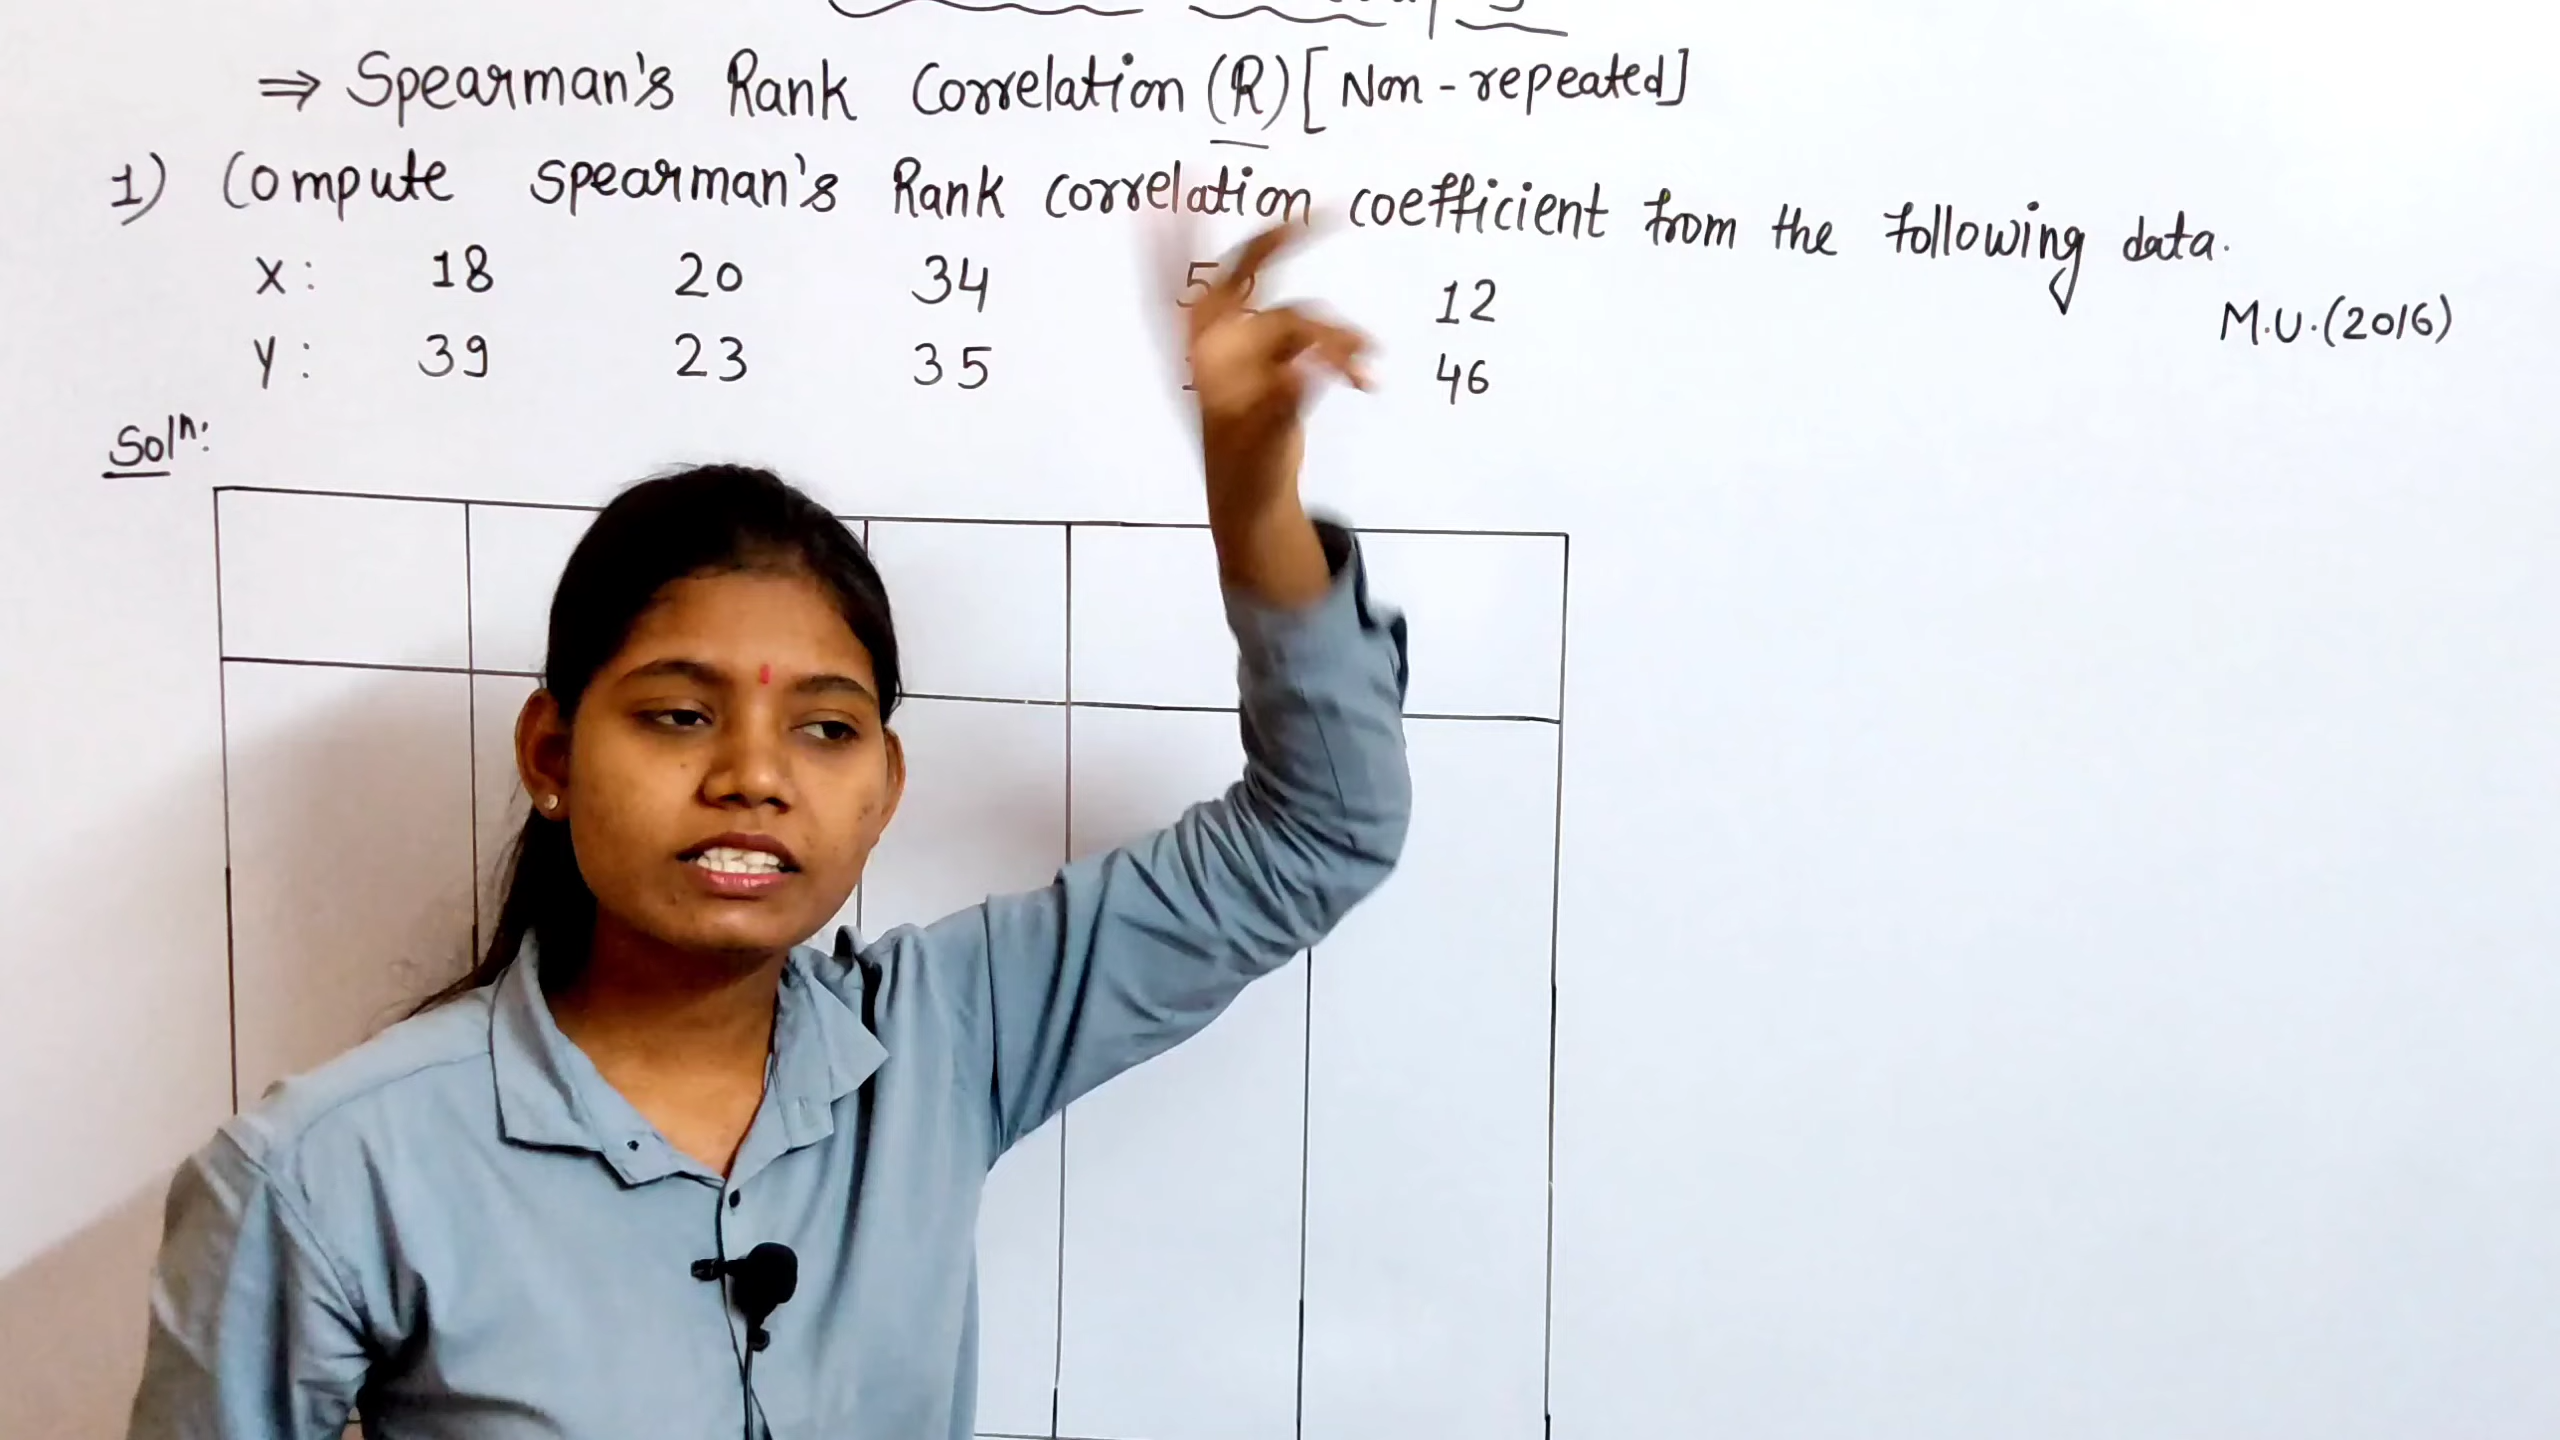 ⇒ Spearman's Rank Correlation (R) [Non-repeated]
1) Compute spearman's Rank correlation coefficient from the following data.
X: 18 20 34 12
M.U.(2016)
Y: 39 23 35 46
Solⁿ: